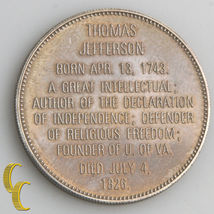 THOMAS
JEFFERSON
BORN APR. 13, 1743.
A GREAT INTELLECTUAL;
AUTHOR OF THE DECLARATION
OF INDEPENDENCE; DEFENDER
OF RELIGIOUS FREEDOM;
FOUNDER OF U. OF VA.
DIED JULY 4,
1826.